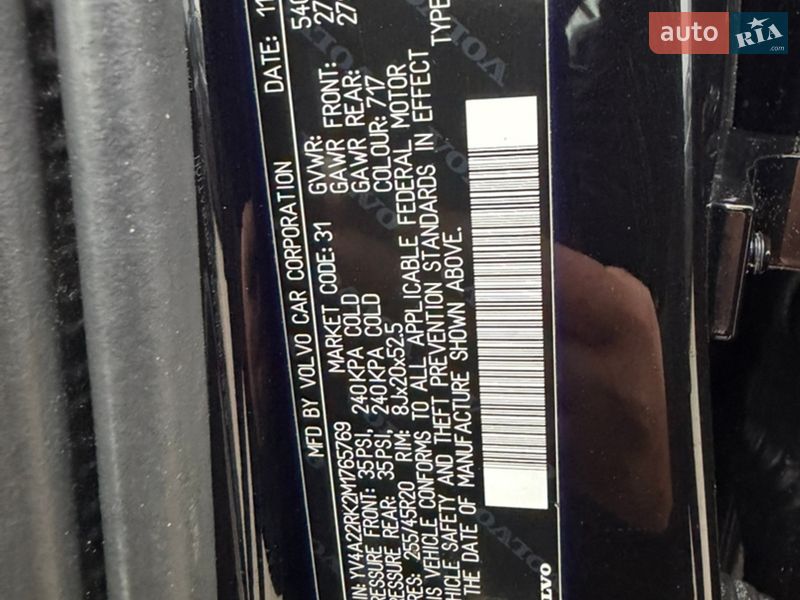 MFD BY VOLVO CAR CORPORATION DATE: 11
MARKET CODE: 31 GVWR: 540
GAWR FRONT: 27
GAWR REAR: 27
IN: YV4A22RK2M1765769
RESSURE FRONT: 35PSI, 240KPA COLD
RESSURE REAR: 35PSI, 240KPA COLD COLOUR: 717
RES: 255/45R20 RIM: 8Jx20x52.5
IS VEHICLE CONFORMS TO ALL APPLICABLE FEDERAL MOTOR
HICLE SAFETY AND THEFT PREVENTION STANDARDS IN EFFECT
THE DATE OF MANUFACTURE SHOWN ABOVE. TYPE
OLVO
auto RIA .com